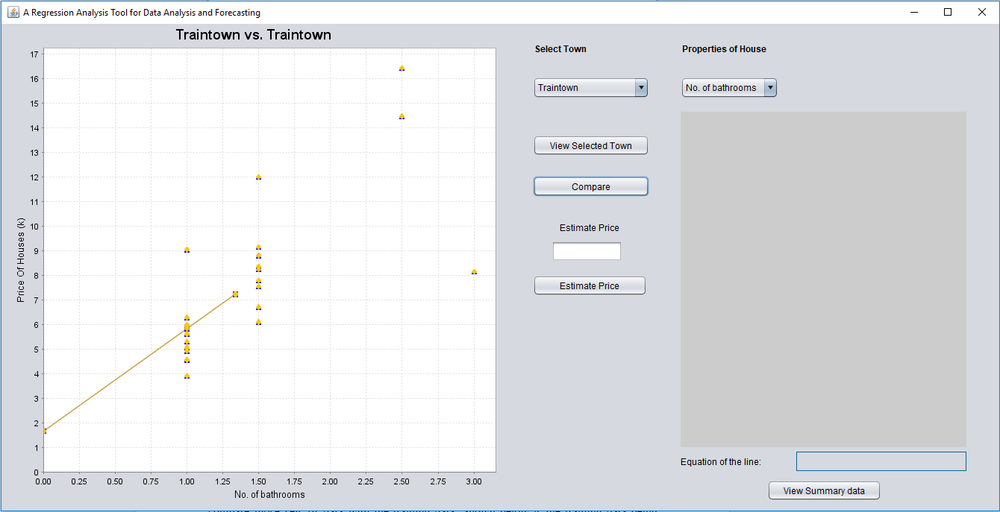 A Regression Analysis Tool for Data Analysis and Forecasting
Traintown vs. Traintown
Price Of Houses (k)
17
16
15
14
13
12
11
10
9
8
7
6
5
4
3
2
1
0
0.00 0.25 0.50 0.75 1.00 1.25 1.50 1.75 2.00 2.25 2.50 2.75 3.00
No. of bathrooms
Select Town
Traintown
View Selected Town
Compare
Estimate Price
Estimate Price
Properties of House
No. of bathrooms
Equation of the line:
View Summary data